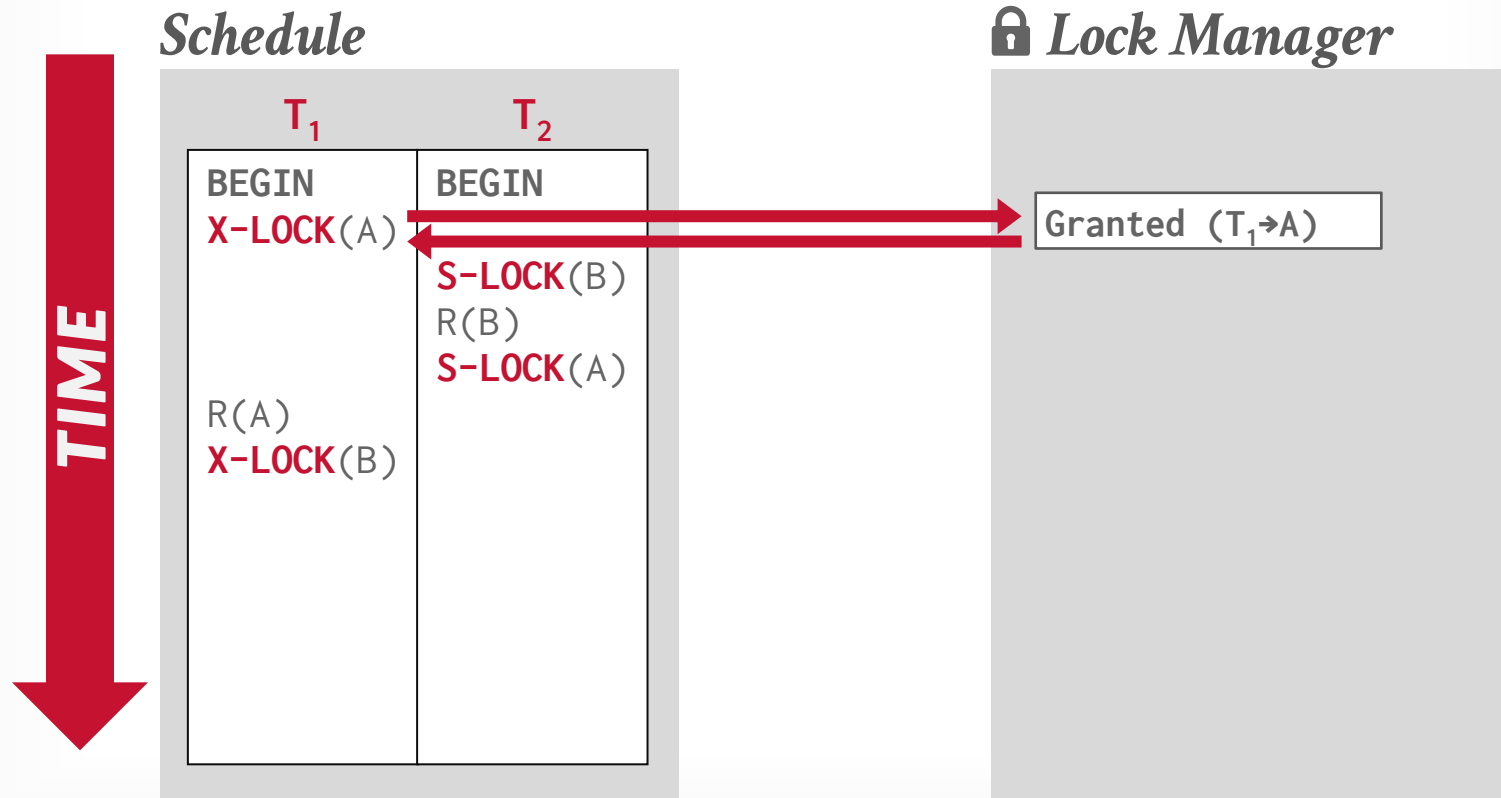 Schedule
Lock Manager
TIME
T₁ T₂
BEGIN BEGIN
X-LOCK(A)
Granted (T₁→A)
S-LOCK(B)
R(B)
S-LOCK(A)
R(A)
X-LOCK(B)